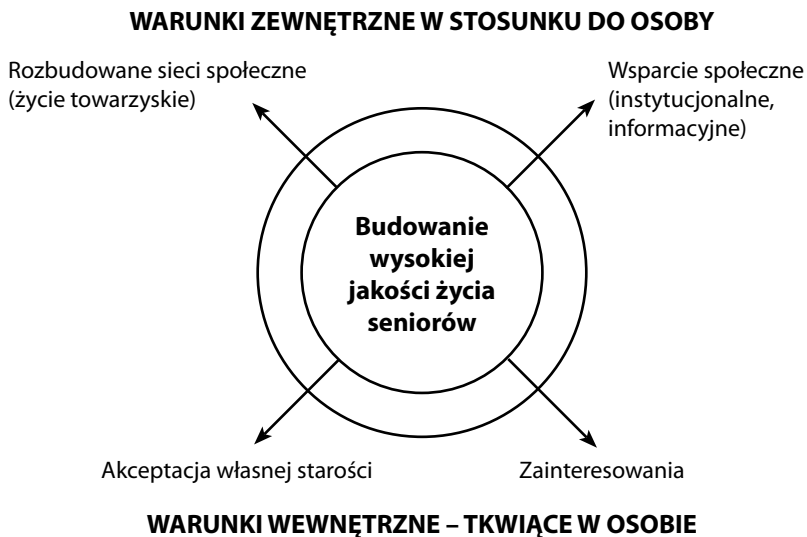 WARUNKI ZEWNĘTRZNE W STOSUNKU DO OSOBY
Rozbudowane sieci społeczne
(życie towarzyskie)
Wsparcie społeczne
(instytucjonalne,
informacyjne)
Budowanie
wysokiej
jakości życia
seniorów
Akceptacja własnej starości
Zainteresowania
WARUNKI WEWNĘTRZNE – TKWIĄCE W OSOBIE